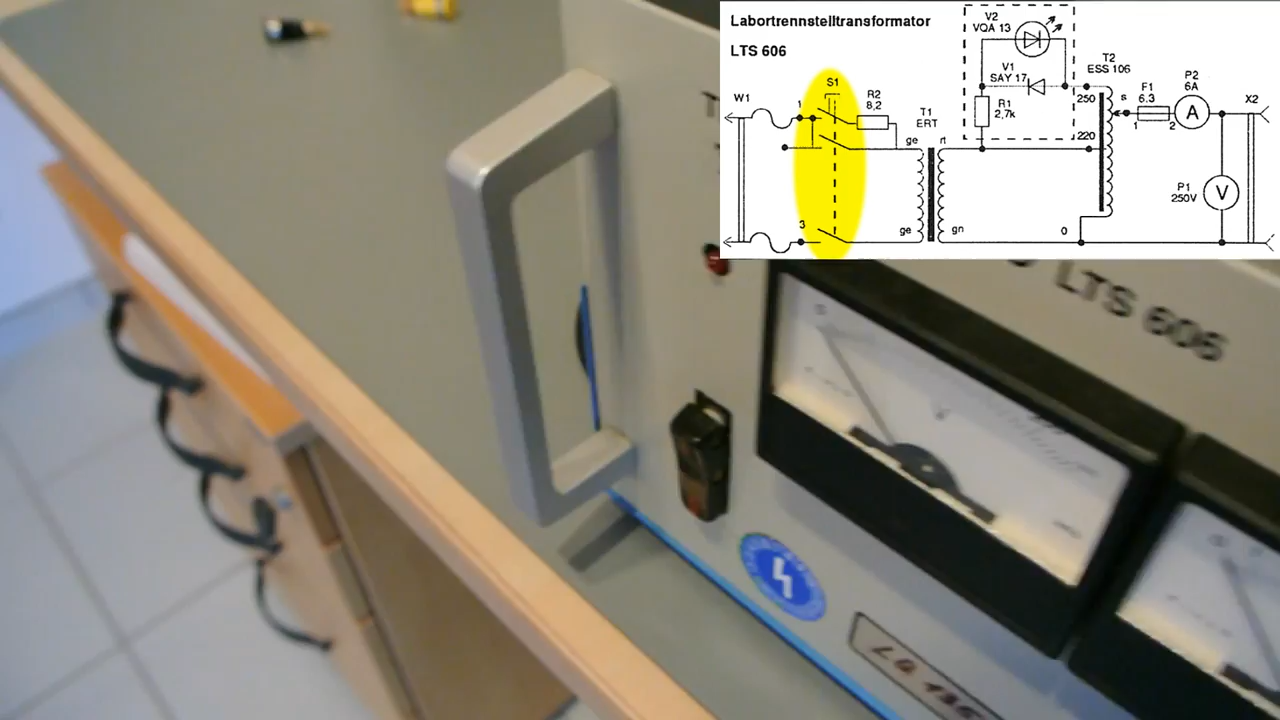 Labortrennstelltransformator
LTS 606
V2
VQA 13
V1
SAY 17
R1
2,7k
T2
ESS 106
250
220
0
s
F1
6.3
1
2
P2
6A
A
X2
P1
250V
V
W1
1
3
S1
R2
8,2
T1
ERT
ge
rt
ge
gn
LTS 606
V